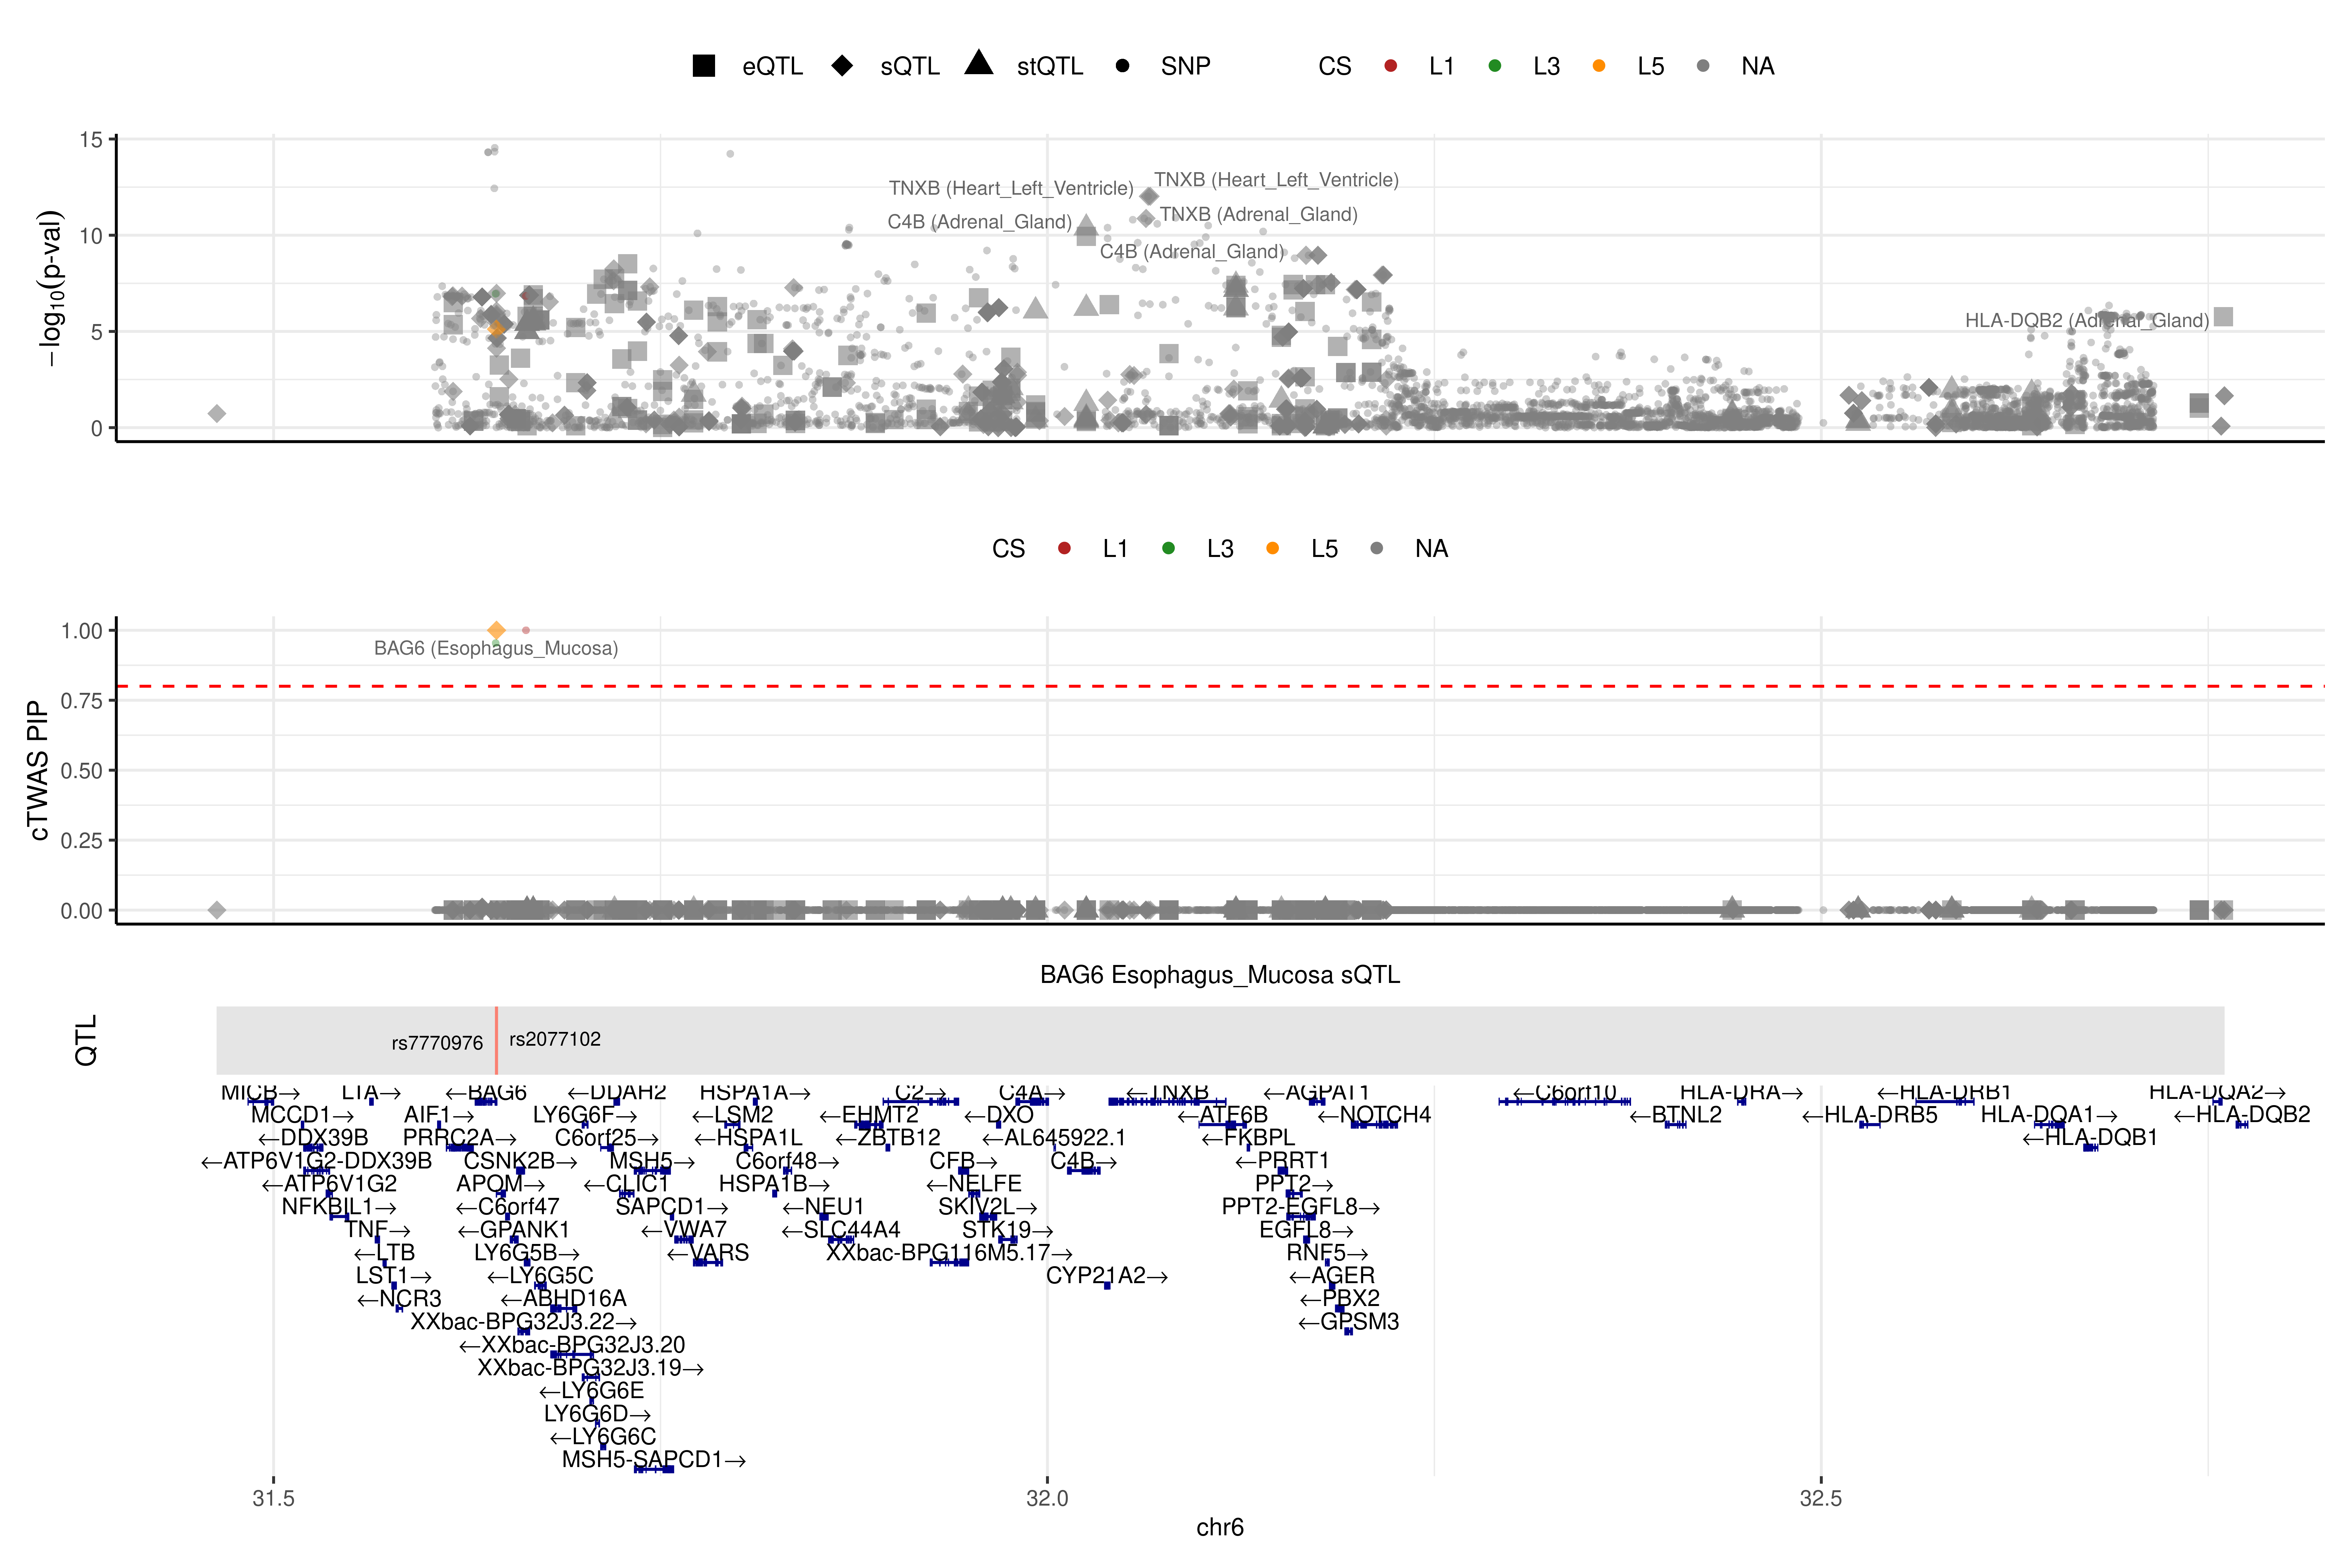 eQTL sQTL stQTL SNP CS L1 L3 L5 NA
−log10(p-val)
15
10
5
0
TNXB (Heart_Left_Ventricle)
TNXB (Heart_Left_Ventricle)
TNXB (Adrenal_Gland)
C4B (Adrenal_Gland)
C4B (Adrenal_Gland)
HLA-DQB2 (Adrenal_Gland)
CS L1 L3 L5 NA
cTWAS PIP
1.00
0.75
0.50
0.25
0.00
BAG6 (Esophagus_Mucosa)
BAG6 Esophagus_Mucosa sQTL
QTL
rs7770976 rs2077102
MICB→ LTA→ ←BAG6 ←DDAH2 HSPA1A→ C2→ C4A→ ←TNXB ←AGPAT1 ←C6orf10 HLA-DRA→ ←HLA-DRB1 HLA-DQA2→
MCCD1→ AIF1→ LY6G6F→ ←LSM2 ←EHMT2 ←DXO ←ATF6B ←NOTCH4 ←BTNL2 ←HLA-DRB5 HLA-DQA1→ ←HLA-DQB2
←DDX39B PRRC2A→ C6orf25→ ←HSPA1L ←ZBTB12 ←AL645922.1 ←FKBPL ←HLA-DQB1
←ATP6V1G2-DDX39B CSNK2B→ MSH5→ C6orf48→ CFB→ C4B→ ←PRRT1
←ATP6V1G2 APOM→ ←CLIC1 HSPA1B→ ←NELFE PPT2→
NFKBIL1→ ←C6orf47 SAPCD1→ ←NEU1 SKIV2L→ PPT2-EGFL8→
TNF→ ←GPANK1 ←VWA7 ←SLC44A4 STK19→ EGFL8→
←LTB LY6G5B→ ←VARS XXbac-BPG116M5.17→ RNF5→
LST1→ ←LY6G5C CYP21A2→ ←AGER
←NCR3 ←ABHD16A ←PBX2
XXbac-BPG32J3.22→ ←GPSM3
←XXbac-BPG32J3.20
XXbac-BPG32J3.19→
←LY6G6E
LY6G6D→
←LY6G6C
MSH5-SAPCD1→
31.5 32.0 32.5
chr6